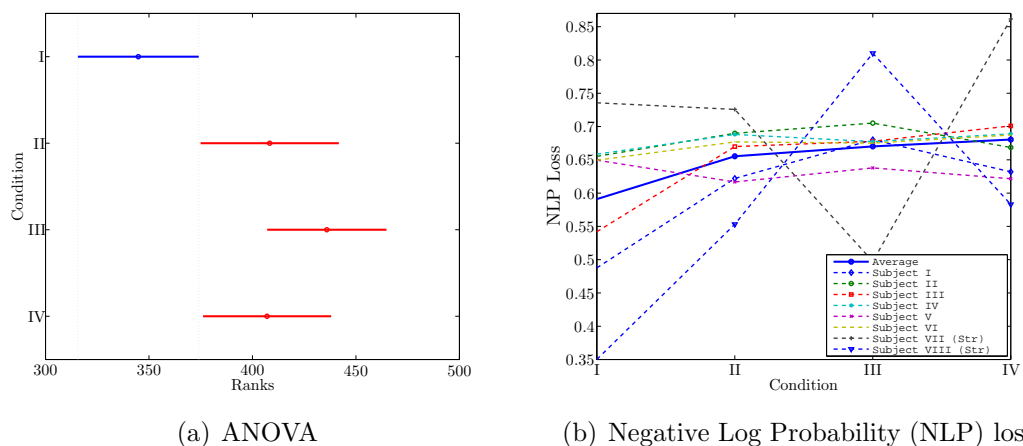 I
II
III
IV
Condition
300
350
400
450
500
Ranks
(a) ANOVA
0.85
0.8
0.75
0.7
0.65
0.6
0.55
0.5
0.45
0.4
0.35
NLP Loss
Average
Subject I
Subject II
Subject III
Subject IV
Subject V
Subject VI
Subject VII (Str)
Subject VIII (Str)
I
II
III
IV
Condition
(b) Negative Log Probability (NLP) los